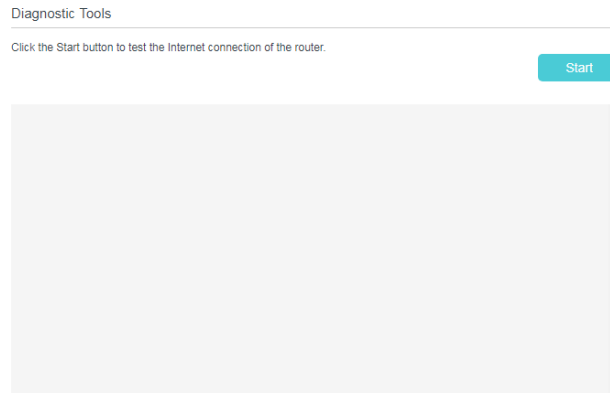 Diagnostic Tools
Click the Start button to test the Internet connection of the router.
Start